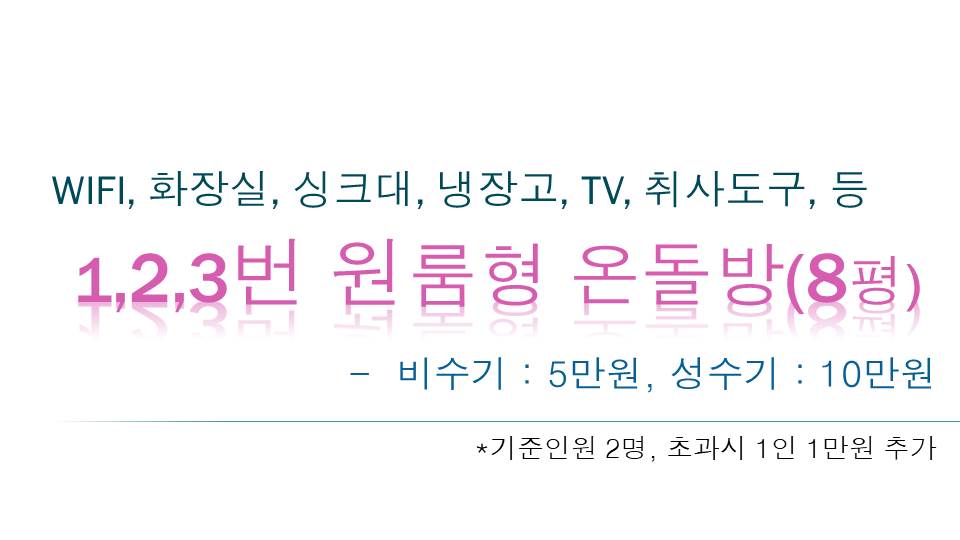 WIFI, 화장실, 싱크대, 냉장고, TV, 취사도구, 등
1,2,3번 원룸형 온돌방(8평)
- 비수기 : 5만원, 성수기 : 10만원
*기준인원 2명, 초과시 1인 1만원 추가